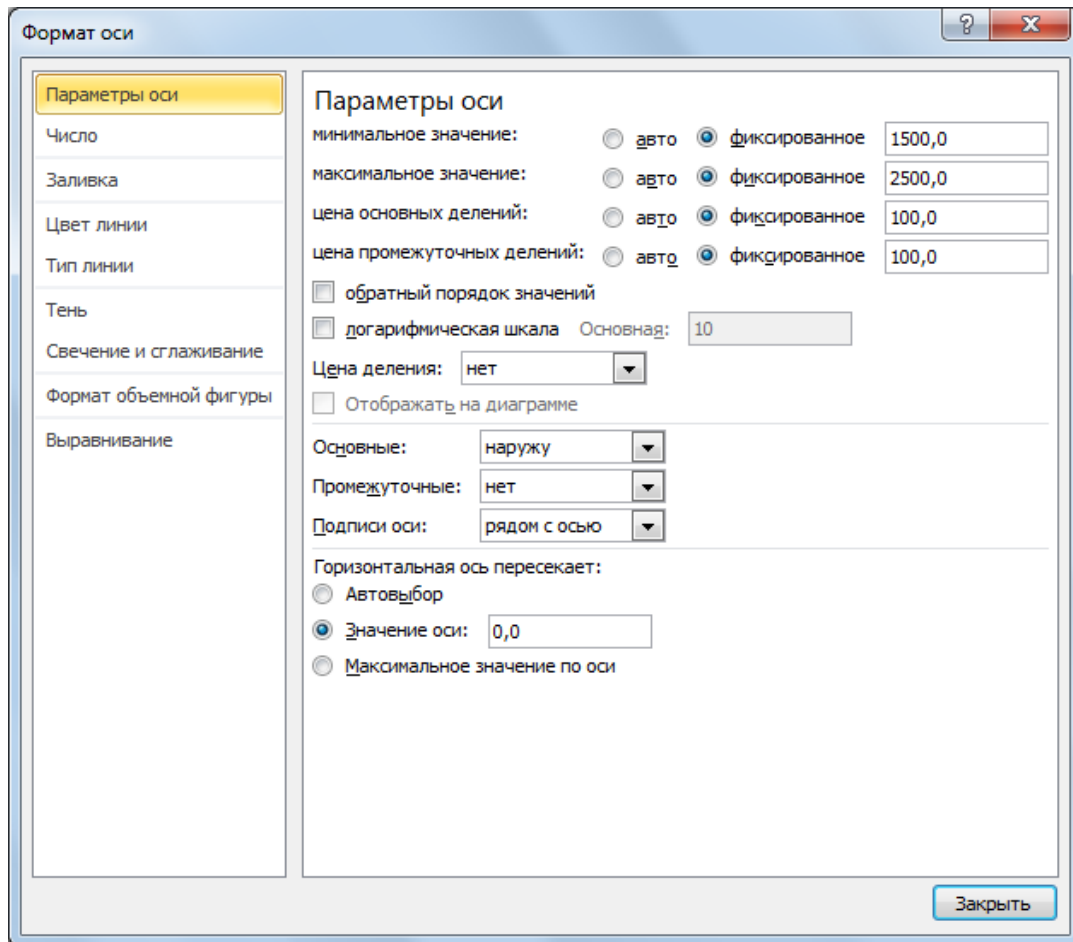 Формат оси
Параметры оси
Число
Заливка
Цвет линии
Тип линии
Тень
Свечение и сглаживание
Формат объемной фигуры
Выравнивание
Параметры оси
минимальное значение: авто фиксированное 1500,0
максимальное значение: авто фиксированное 2500,0
цена основных делений: авто фиксированное 100,0
цена промежуточных делений: авто фиксированное 100,0
обратный порядок значений
логарифмическая шкала Основная: 10
Цена деления: нет
Отображать на диаграмме
Основные: наружу
Промежуточные: нет
Подписи оси: рядом с осью
Горизонтальная ось пересекает:
Автовыбор
Значение оси: 0,0
Максимальное значение по оси
Закрыть